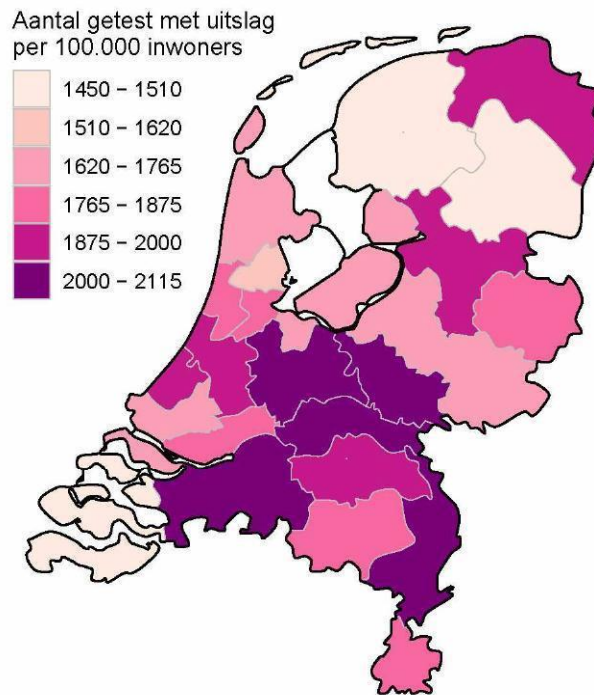 Aantal getest met uitslag
per 100.000 inwoners
1450 – 1510
1510 – 1620
1620 – 1765
1765 – 1875
1875 – 2000
2000 – 2115